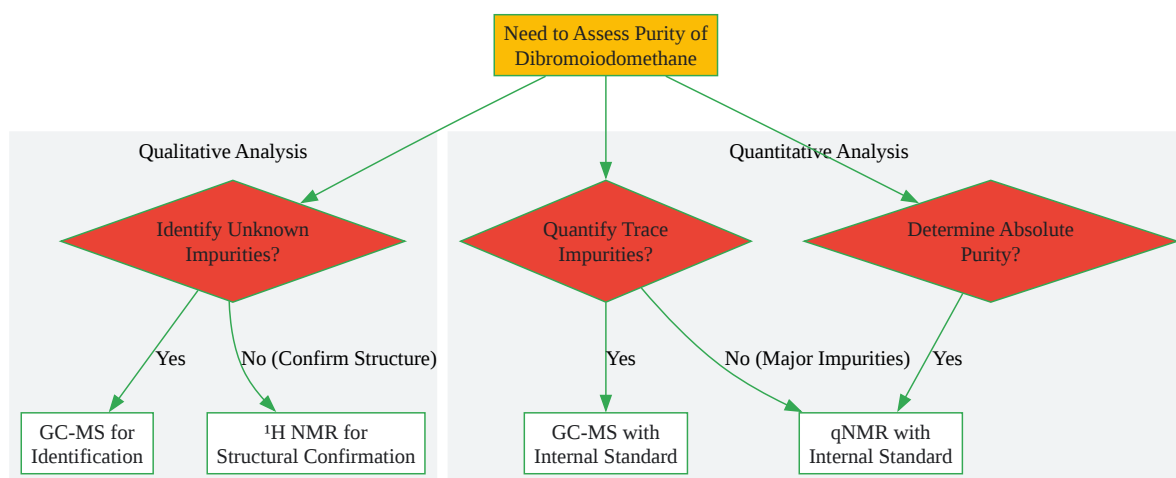 Need to Assess Purity of
Dibromoiodomethane
Qualitative Analysis
Quantitative Analysis
Identify Unknown
Impurities?
Quantify Trace
Impurities?
Determine Absolute
Purity?
Yes
No (Confirm Structure)
Yes
No (Major Impurities)
Yes
GC-MS for
Identification
¹H NMR for
Structural Confirmation
GC-MS with
Internal Standard
qNMR with
Internal Standard